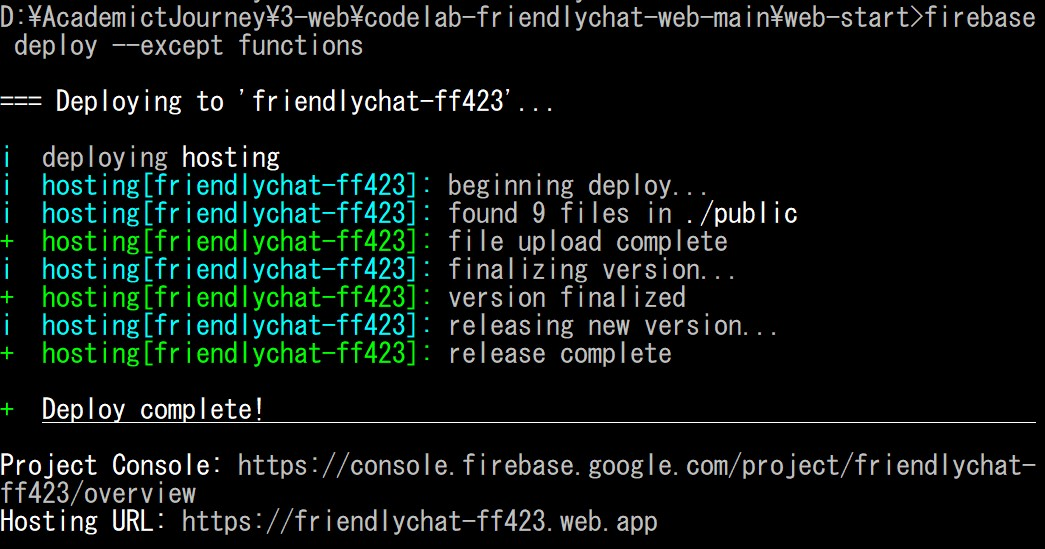 D:¥AcademictJourney¥3-web¥codelab-friendlychat-web-main¥web-start>firebase
deploy --except functions
=== Deploying to 'friendlychat-ff423'...
i deploying hosting
i hosting[friendlychat-ff423]: beginning deploy...
i hosting[friendlychat-ff423]: found 9 files in ./public
+ hosting[friendlychat-ff423]: file upload complete
i hosting[friendlychat-ff423]: finalizing version...
+ hosting[friendlychat-ff423]: version finalized
i hosting[friendlychat-ff423]: releasing new version...
+ hosting[friendlychat-ff423]: release complete
+ Deploy complete!
Project Console: https://console.firebase.google.com/project/friendlychat-
ff423/overview
Hosting URL: https://friendlychat-ff423.web.app